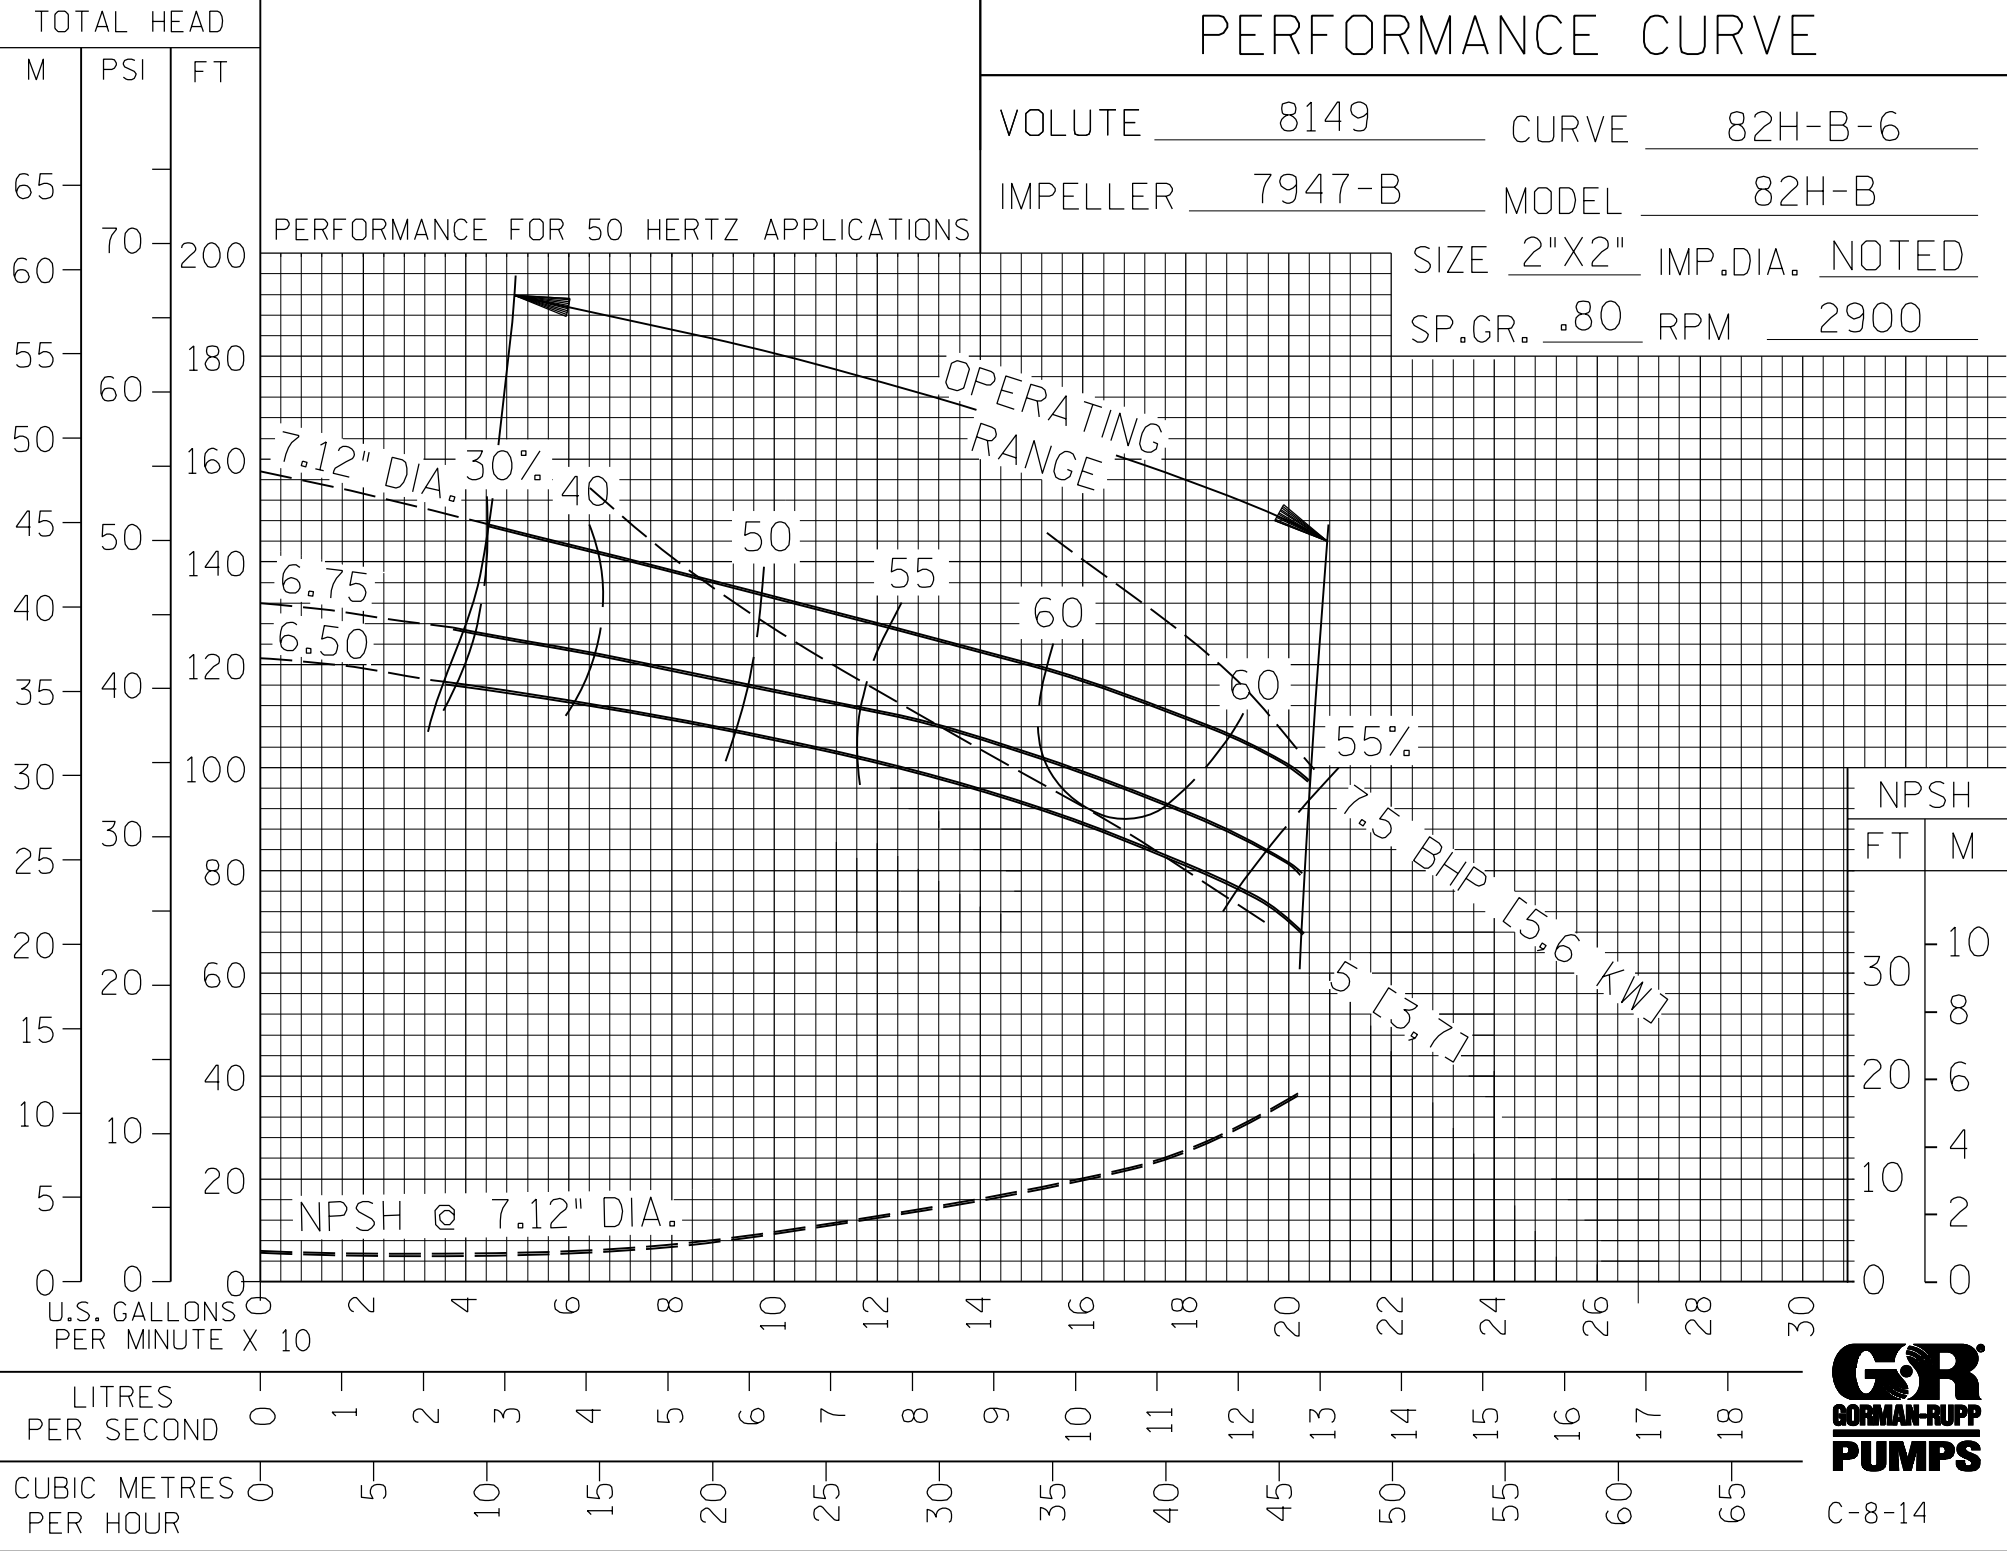 TOTAL HEAD
M PSI FT
PERFORMANCE CURVE
VOLUTE 8149 CURVE 82H-B-6
IMPELLER 7947-B MODEL 82H-B
SIZE 2"X2" IMP.DIA. NOTED
SP.GR. .80 RPM 2900
PERFORMANCE FOR 50 HERTZ APPLICATIONS
65
60
55
50
45
40
35
30
25
20
15
10
5
0
70
60
50
40
30
20
10
0
200
180
160
140
120
100
80
60
40
20
0
OPERATING
RANGE
7.12" DIA.
30%
40
50
55
60
60
55%
6.75
6.50
7.5 BHP [5,6 KW]
5 [3,7]
NPSH @ 7.12" DIA.
NPSH
FT M
30
20
10
0
10
8
6
4
2
0
U.S. GALLONS
PER MINUTE X 10
0 2 4 6 8 10 12 14 16 18 20 22 24 26 28 30
LITRES
PER SECOND
0 1 2 3 4 5 6 7 8 9 10 11 12 13 14 15 16 17 18
CUBIC METRES
PER HOUR
0 5 10 15 20 25 30 35 40 45 50 55 60 65
GR
GORMAN-RUPP
PUMPS
C-8-14